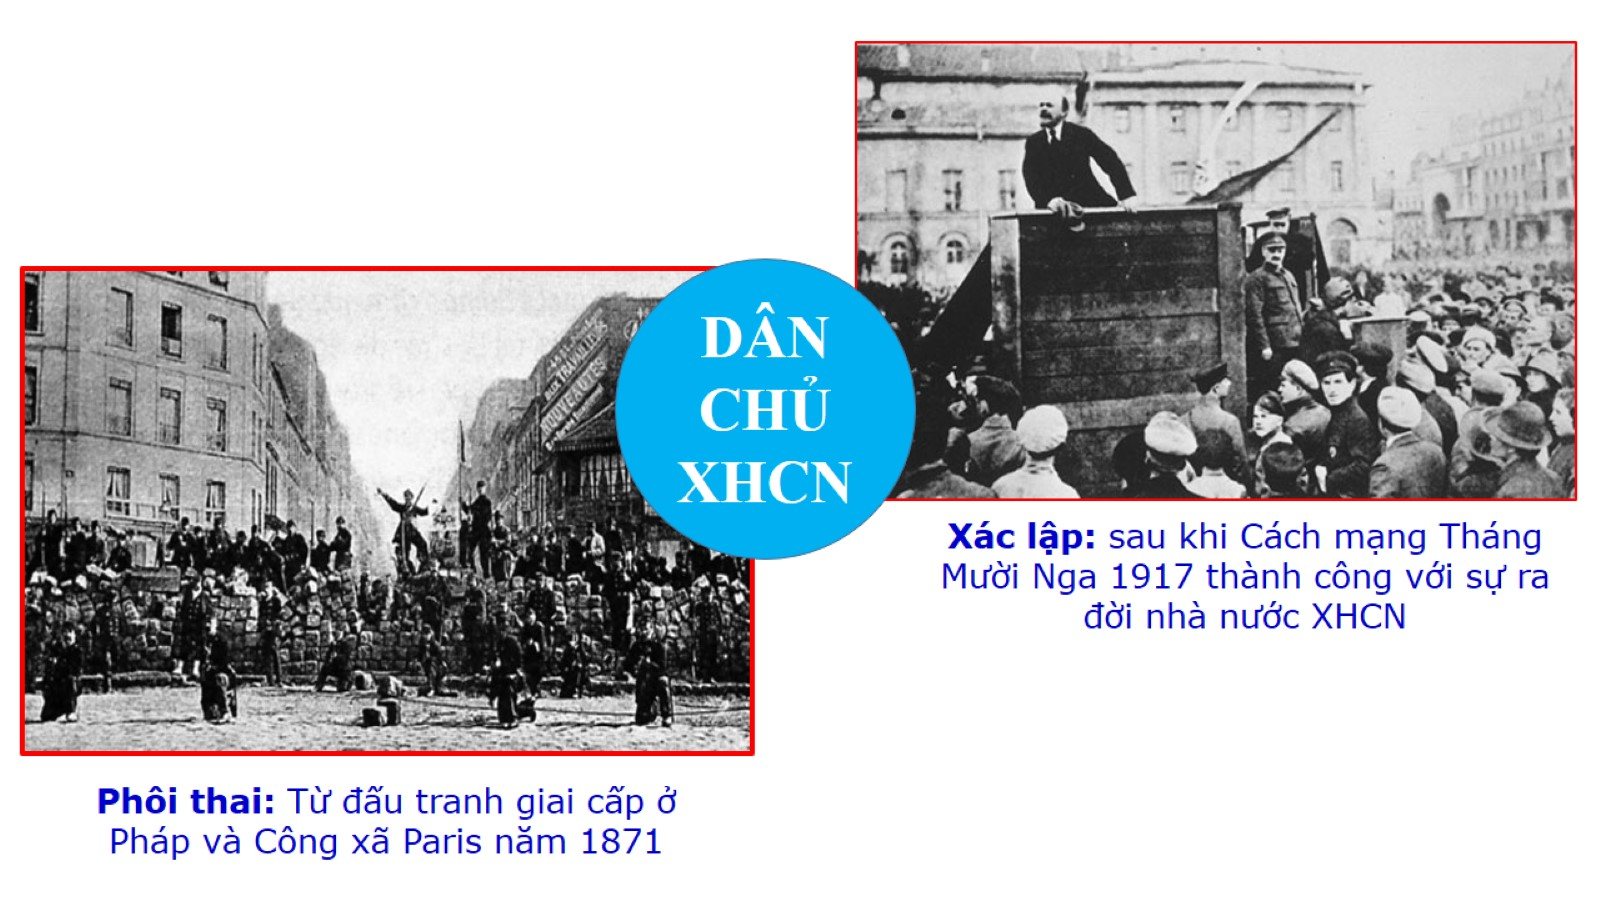 DÂN
CHỦ
XHCN
NOUVEAUTÉS
Xác lập: sau khi Cách mạng Tháng
Mười Nga 1917 thành công với sự ra
đời nhà nước XHCN
Phôi thai: Từ đấu tranh giai cấp ở
Pháp và Công xã Paris năm 1871